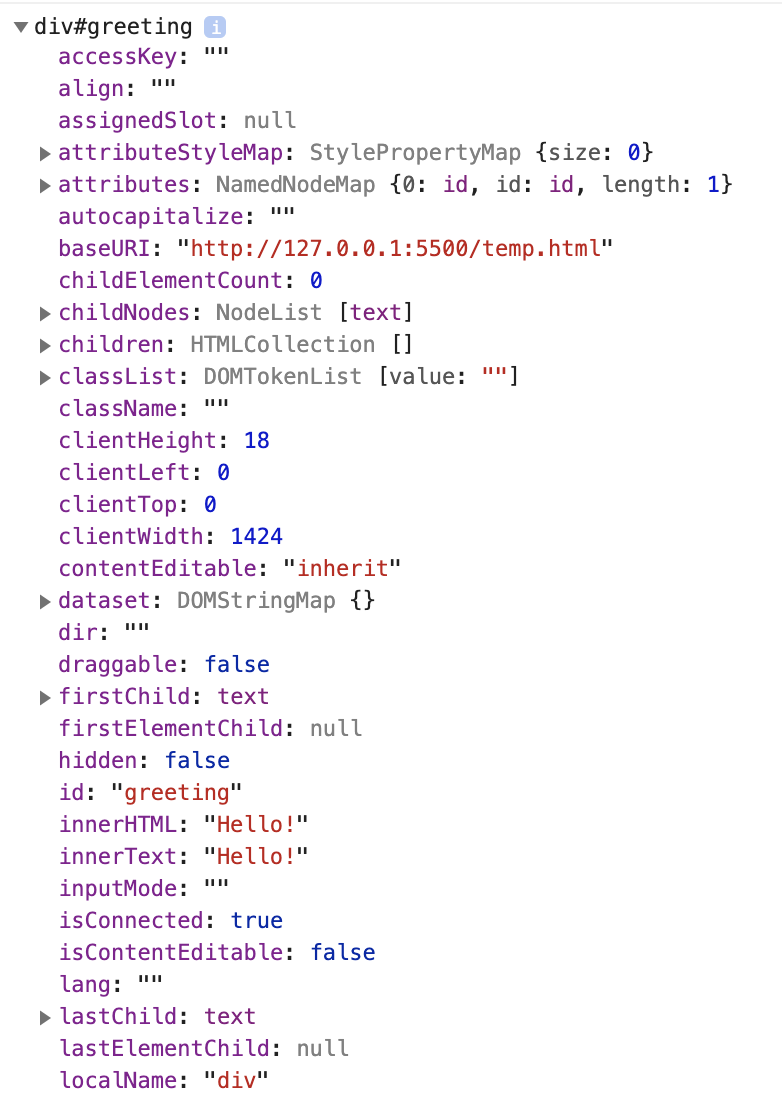 div#greeting i
accessKey: ""
align: ""
assignedSlot: null
attributeStyleMap: StylePropertyMap {size: 0}
attributes: NamedNodeMap {0: id, id: id, length: 1}
autocapitalize: ""
baseURI: "http://127.0.0.1:5500/temp.html"
childElementCount: 0
childNodes: NodeList [text]
children: HTMLCollection []
classList: DOMTokenList [value: ""]
className: ""
clientHeight: 18
clientLeft: 0
clientTop: 0
clientWidth: 1424
contentEditable: "inherit"
dataset: DOMStringMap {}
dir: ""
draggable: false
firstChild: text
firstElementChild: null
hidden: false
id: "greeting"
innerHTML: "Hello!"
innerText: "Hello!"
inputMode: ""
isConnected: true
isContentEditable: false
lang: ""
lastChild: text
lastElementChild: null
localName: "div"